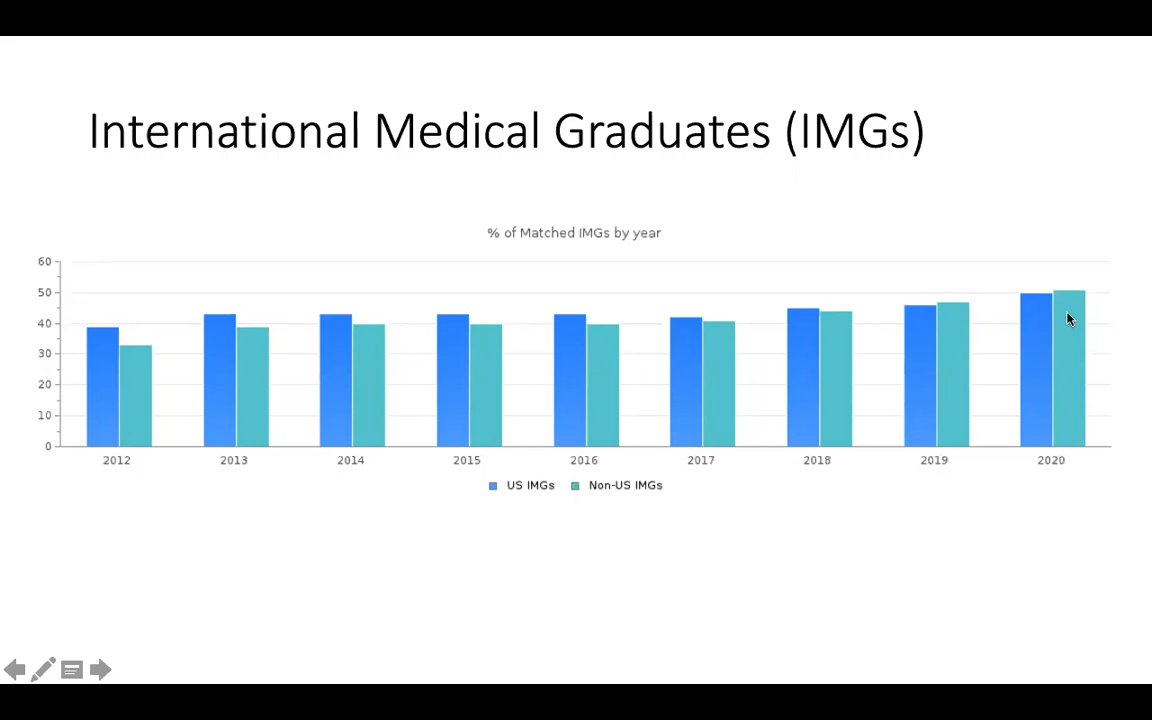 International Medical Graduates (IMGs)
% of Matched IMGs by year
60
50
40
30
20
10
0
2012 2013 2014 2015 2016 2017 2018 2019 2020
US IMGs Non-US IMGs